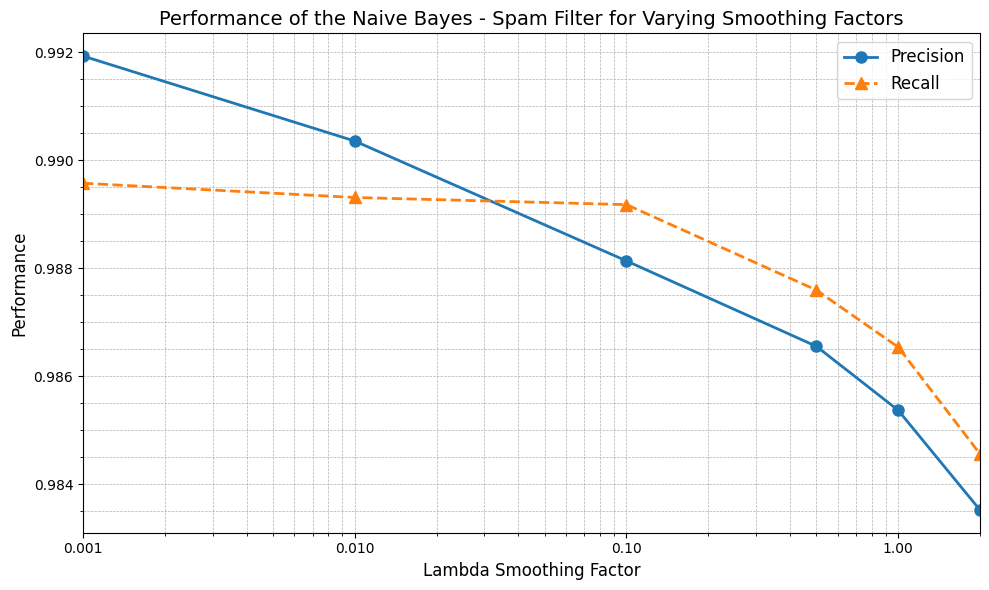 Performance of the Naive Bayes - Spam Filter for Varying Smoothing Factors
Precision
Recall
Performance
0.992
0.990
0.988
0.986
0.984
0.001
0.010
0.10
1.00
Lambda Smoothing Factor